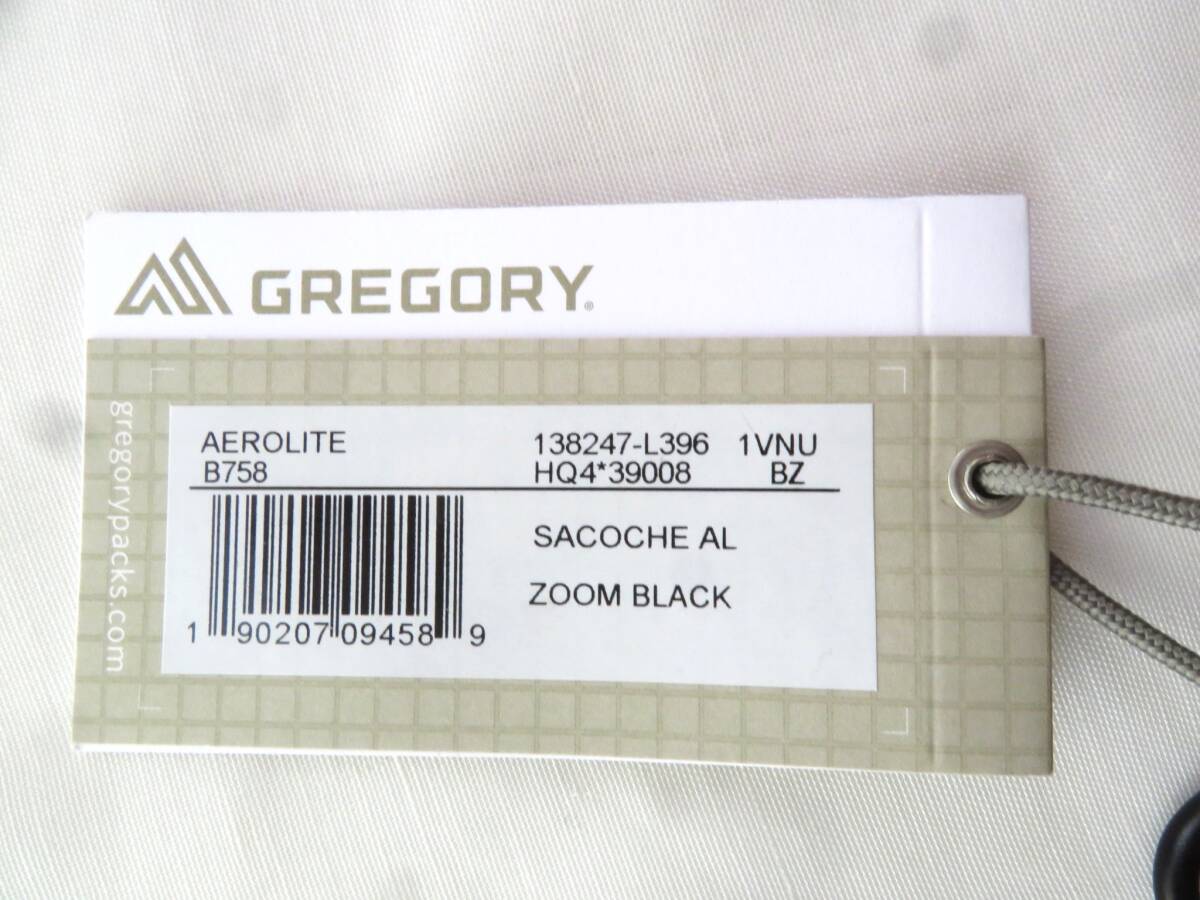 GREGORY®
gregorypacks.com
AEROLITE 138247-L396 1VNU
B758 HQ4*39008 BZ
SACOCHE AL
ZOOM BLACK
1 90207 09458 9